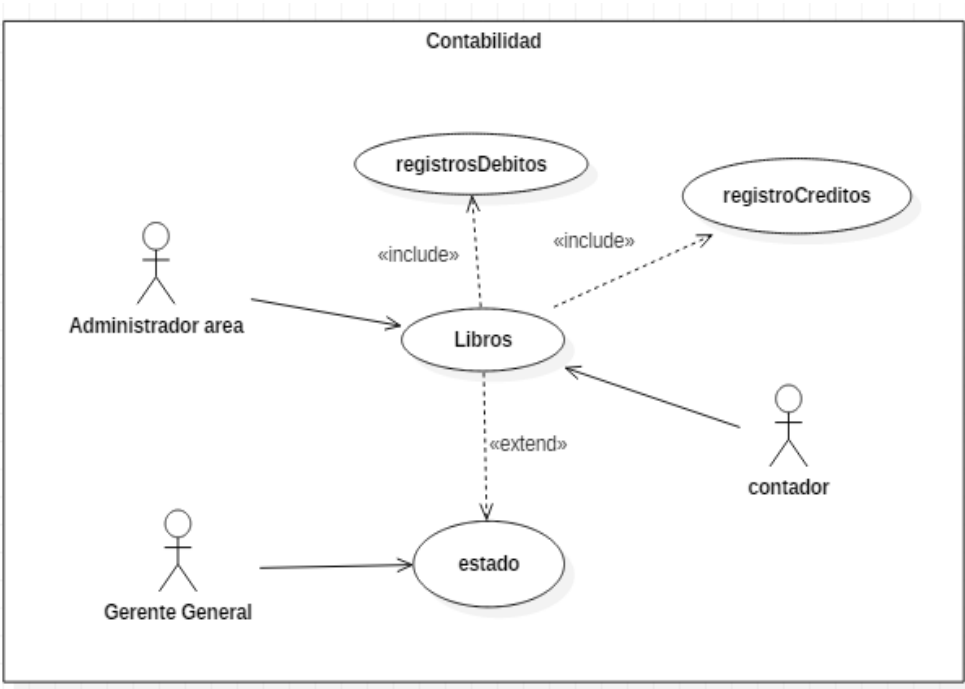 Contabilidad
registrosDebitos
registroCreditos
«include»
«include»
Administrador area
Libros
«extend»
contador
estado
Gerente General